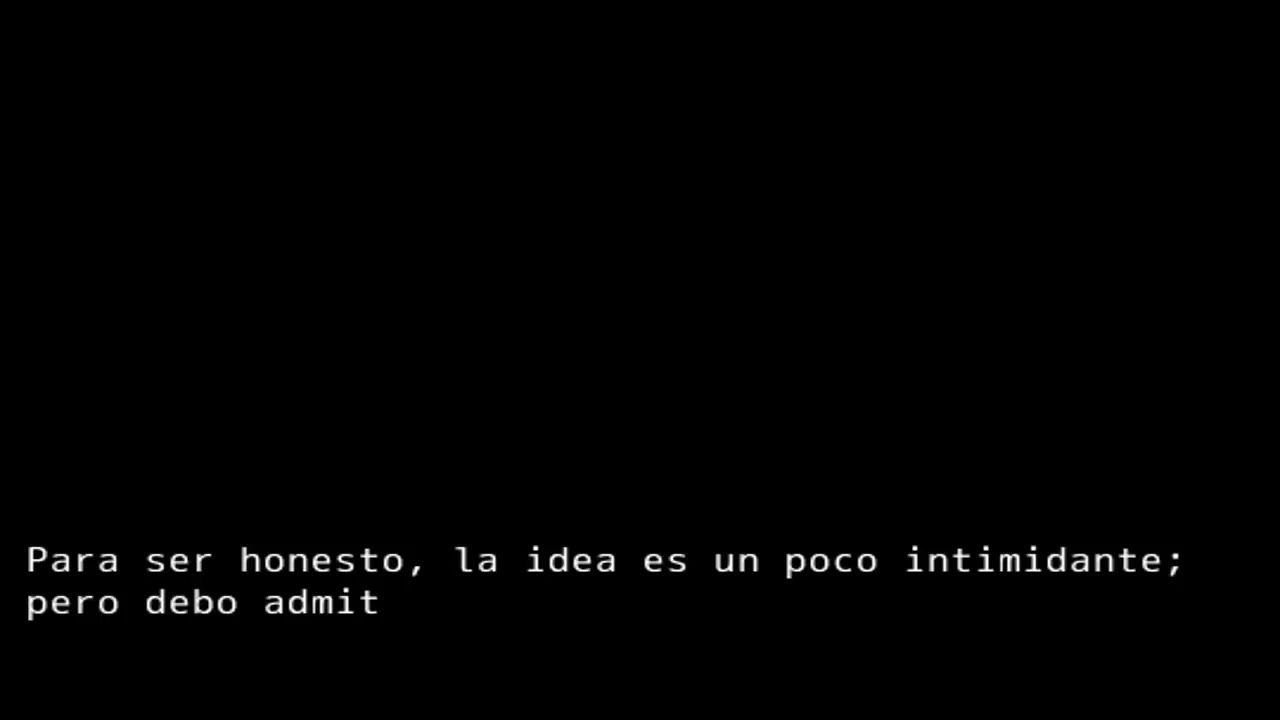 Para ser honesto, la idea es un poco intimidante;
pero debo admit